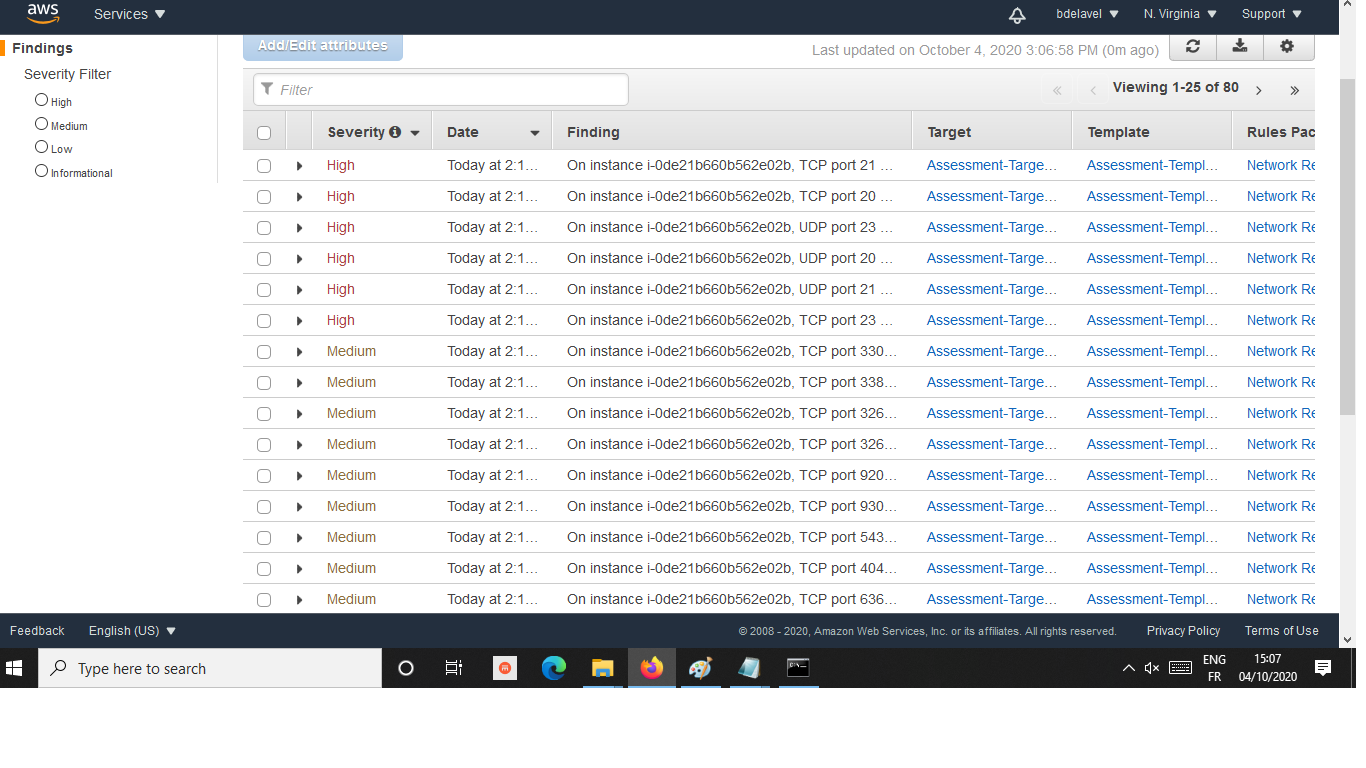 aws Services bdelavel N. Virginia Support
Findings
Severity Filter
High
Medium
Low
Informational
Add/Edit attributes
Last updated on October 4, 2020 3:06:58 PM (0m ago)
Filter
« ‹ Viewing 1-25 of 80 › »
Severity Date Finding Target Template Rules Pac
High Today at 2:1... On instance i-0de21b660b562e02b, TCP port 21 ... Assessment-Targe... Assessment-Templ... Network Re
High Today at 2:1... On instance i-0de21b660b562e02b, TCP port 20 ... Assessment-Targe... Assessment-Templ... Network Re
High Today at 2:1... On instance i-0de21b660b562e02b, UDP port 23 ... Assessment-Targe... Assessment-Templ... Network Re
High Today at 2:1... On instance i-0de21b660b562e02b, UDP port 20 ... Assessment-Targe... Assessment-Templ... Network Re
High Today at 2:1... On instance i-0de21b660b562e02b, UDP port 21 ... Assessment-Targe... Assessment-Templ... Network Re
High Today at 2:1... On instance i-0de21b660b562e02b, TCP port 23 ... Assessment-Targe... Assessment-Templ... Network Re
Medium Today at 2:1... On instance i-0de21b660b562e02b, TCP port 330... Assessment-Targe... Assessment-Templ... Network Re
Medium Today at 2:1... On instance i-0de21b660b562e02b, TCP port 338... Assessment-Targe... Assessment-Templ... Network Re
Medium Today at 2:1... On instance i-0de21b660b562e02b, TCP port 326... Assessment-Targe... Assessment-Templ... Network Re
Medium Today at 2:1... On instance i-0de21b660b562e02b, TCP port 326... Assessment-Targe... Assessment-Templ... Network Re
Medium Today at 2:1... On instance i-0de21b660b562e02b, TCP port 920... Assessment-Targe... Assessment-Templ... Network Re
Medium Today at 2:1... On instance i-0de21b660b562e02b, TCP port 930... Assessment-Targe... Assessment-Templ... Network Re
Medium Today at 2:1... On instance i-0de21b660b562e02b, TCP port 543... Assessment-Targe... Assessment-Templ... Network Re
Medium Today at 2:1... On instance i-0de21b660b562e02b, TCP port 404... Assessment-Targe... Assessment-Templ... Network Re
Medium Today at 2:1... On instance i-0de21b660b562e02b, TCP port 636... Assessment-Targe... Assessment-Templ... Network Re
Feedback English (US) © 2008 - 2020, Amazon Web Services, Inc. or its affiliates. All rights reserved. Privacy Policy Terms of Use
Type here to search
ENG 15:07
FR 04/10/2020